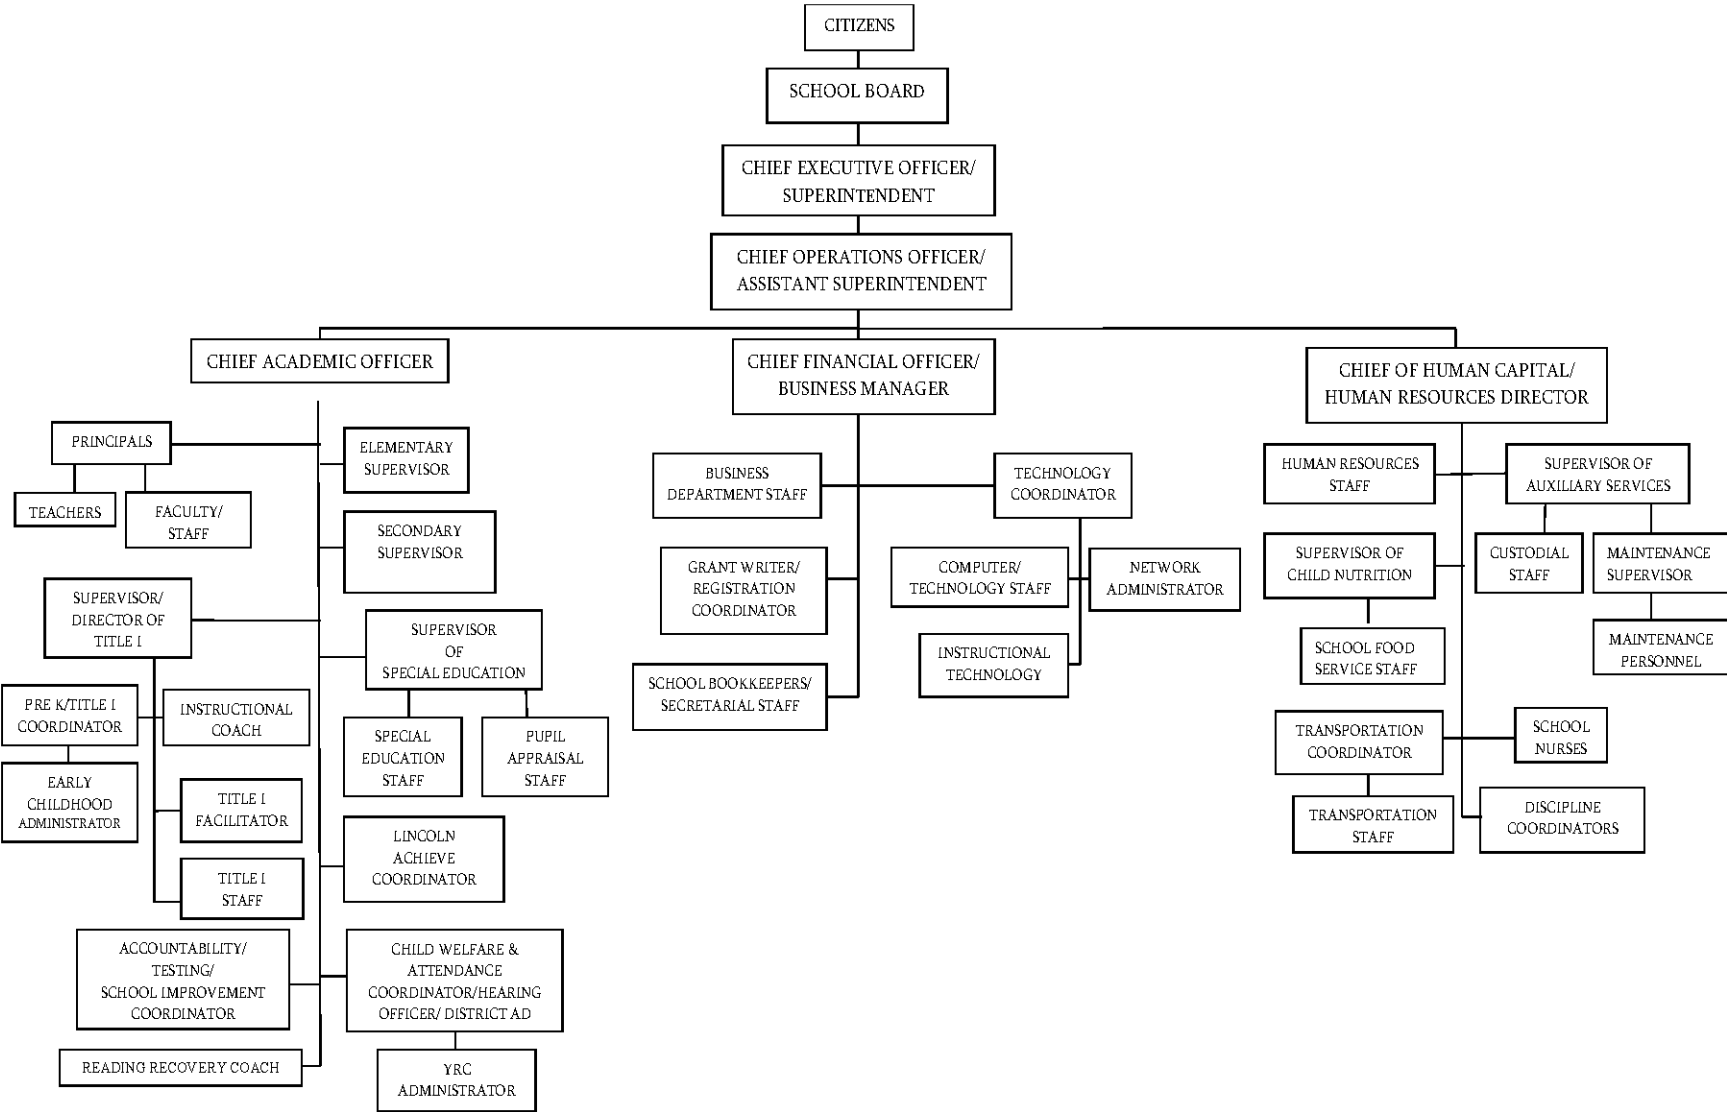 CITIZENS
SCHOOL BOARD
CHIEF EXECUTIVE OFFICER/
SUPERINTENDENT
CHIEF OPERATIONS OFFICER/
ASSISTANT SUPERINTENDENT
CHIEF ACADEMIC OFFICER
CHIEF FINANCIAL OFFICER/
BUSINESS MANAGER
CHIEF OF HUMAN CAPITAL/
HUMAN RESOURCES DIRECTOR
PRINCIPALS
TEACHERS
FACULTY/
STAFF
ELEMENTARY
SUPERVISOR
SECONDARY
SUPERVISOR
SUPERVISOR/
DIRECTOR OF
TITLE I
SUPERVISOR
OF
SPECIAL EDUCATION
PRE K/TITLE I
COORDINATOR
INSTRUCTIONAL
COACH
SPECIAL
EDUCATION
STAFF
PUPIL
APPRAISAL
STAFF
EARLY
CHILDHOOD
ADMINISTRATOR
TITLE I
FACILITATOR
TITLE I
STAFF
LINCOLN
ACHIEVE
COORDINATOR
ACCOUNTABILITY/
TESTING/
SCHOOL IMPROVEMENT
COORDINATOR
CHILD WELFARE &
ATTENDANCE
COORDINATOR/HEARING
OFFICER/ DISTRICT AD
READING RECOVERY COACH
YRC
ADMINISTRATOR
BUSINESS
DEPARTMENT STAFF
TECHNOLOGY
COORDINATOR
GRANT WRITER/
REGISTRATION
COORDINATOR
COMPUTER/
TECHNOLOGY STAFF
NETWORK
ADMINISTRATOR
INSTRUCTIONAL
TECHNOLOGY
SCHOOL BOOKKEEPERS/
SECRETARIAL STAFF
HUMAN RESOURCES
STAFF
SUPERVISOR OF
AUXILIARY SERVICES
SUPERVISOR OF
CHILD NUTRITION
CUSTODIAL
STAFF
MAINTENANCE
SUPERVISOR
SCHOOL FOOD
SERVICE STAFF
MAINTENANCE
PERSONNEL
TRANSPORTATION
COORDINATOR
SCHOOL
NURSES
TRANSPORTATION
STAFF
DISCIPLINE
COORDINATORS